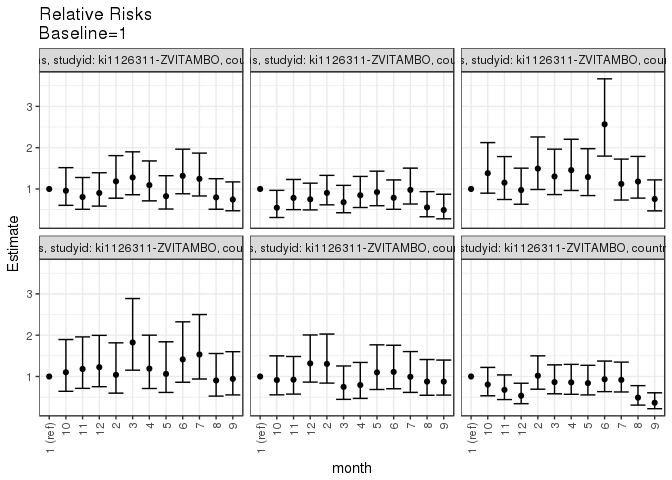 Relative Risks
Baseline=1
s, studyid: ki1126311-ZVITAMBO, cou
s, studyid: ki1126311-ZVITAMBO, cou
s, studyid: ki1126311-ZVITAMBO, cou
3
2
1
s, studyid: ki1126311-ZVITAMBO, cou
s, studyid: ki1126311-ZVITAMBO, cou
studyid: ki1126311-ZVITAMBO, countr
3
2
1
Estimate
1 (ref) 10 11 12 2 3 4 5 6 7 8 9
1 (ref) 10 11 12 2 3 4 5 6 7 8 9
1 (ref) 10 11 12 2 3 4 5 6 7 8 9
month